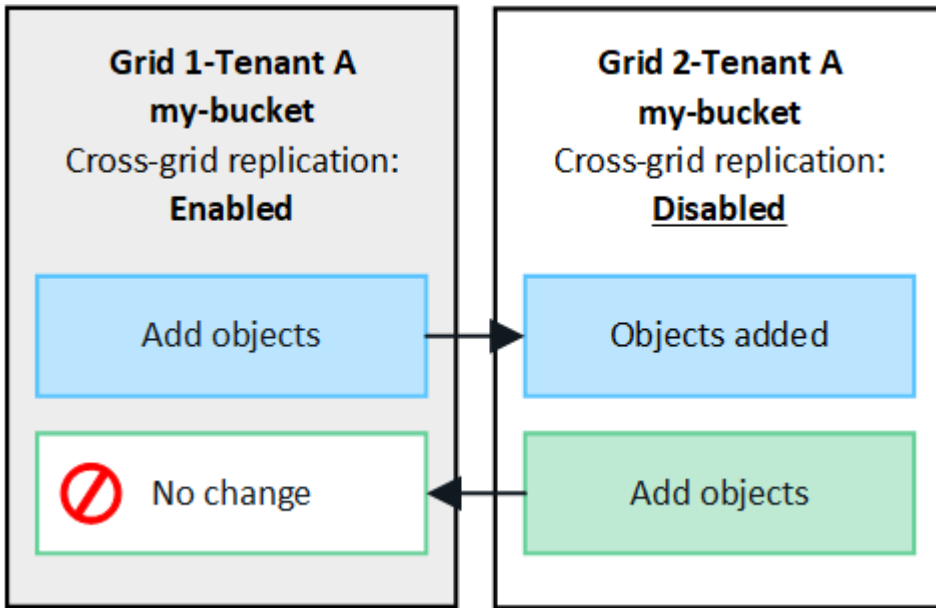 Grid 1-Tenant A
my-bucket
Cross-grid replication:
Enabled
Add objects
No change
Grid 2-Tenant A
my-bucket
Cross-grid replication:
Disabled
Objects added
Add objects